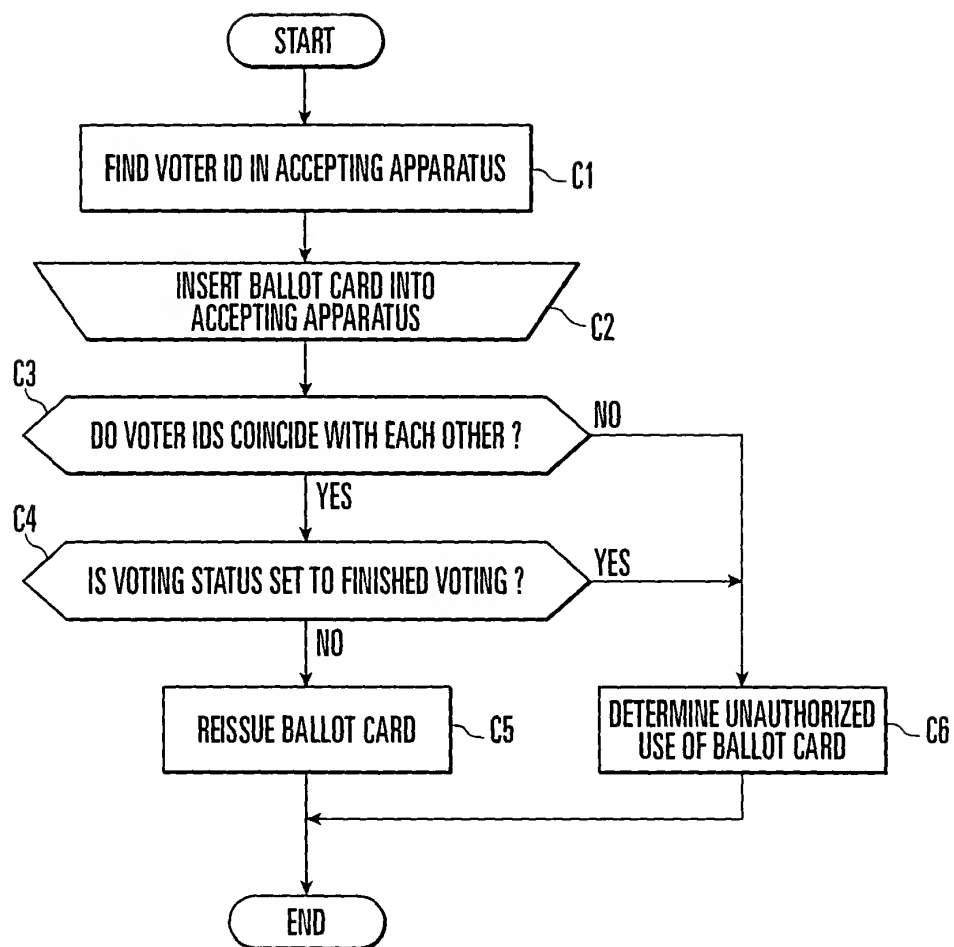 START
FIND VOTER ID IN ACCEPTING APPARATUS
C1
INSERT BALLOT CARD INTO
ACCEPTING APPARATUS
C2
C3
DO VOTER IDS COINCIDE WITH EACH OTHER ?
NO
YES
C4
IS VOTING STATUS SET TO FINISHED VOTING ?
YES
NO
REISSUE BALLOT CARD
C5
DETERMINE UNAUTHORIZED
USE OF BALLOT CARD
C6
END